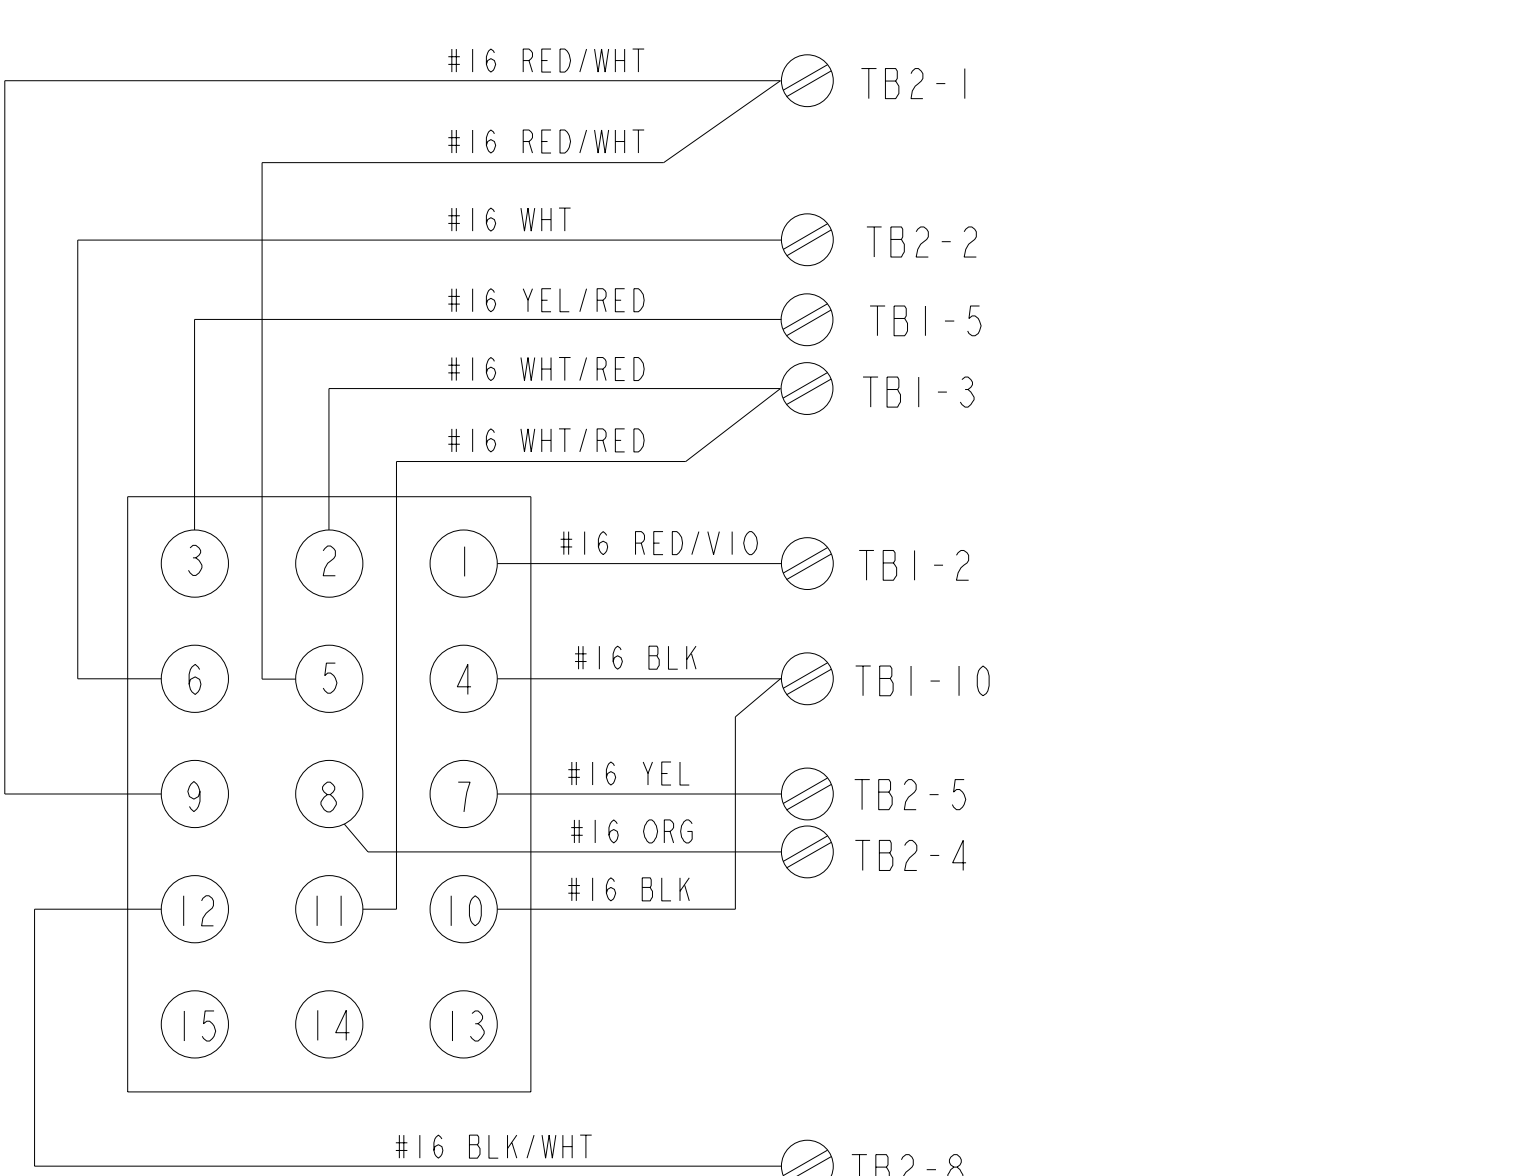 #16 RED/WHT
TB2-1
#16 RED/WHT
#16 WHT
TB2-2
#16 YEL/RED
TB1-5
#16 WHT/RED
TB1-3
#16 WHT/RED
#16 RED/VIO
TB1-2
3 2 1
#16 BLK
TB1-10
6 5 4
#16 YEL
TB2-5
9 8 7
#16 ORG
TB2-4
#16 BLK
12 11 10
15 14 13
#16 BLK/WHT
TB2-8